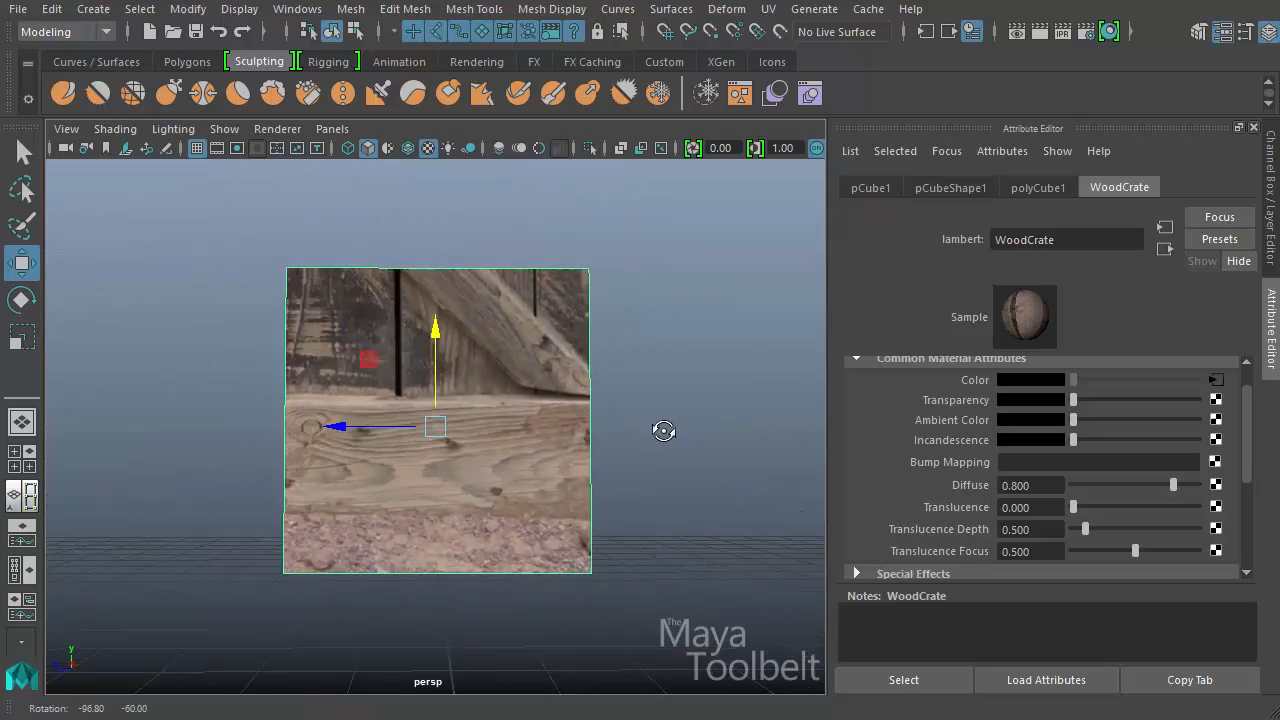 File Edit Create Select Modify Display Windows Mesh Edit Mesh Mesh Tools Mesh Display Curves Surfaces Deform UV Generate Cache Help
Modeling No Live Surface IPR
Curves / Surfaces Polygons Sculpting Rigging Animation Rendering FX FX Caching Custom XGen Icons
View Shading Lighting Show Renderer Panels
0.00 1.00 ON
Attribute Editor
List Selected Focus Attributes Show Help
pCube1 pCubeShape1 polyCube1 WoodCrate
Focus
lambert: WoodCrate Presets
Show Hide
Sample
Common Material Attributes
Color
Transparency
Ambient Color
Incandescence
Bump Mapping
Diffuse 0.800
Translucence 0.000
Translucence Depth 0.500
Translucence Focus 0.500
Special Effects
Notes: WoodCrate
Select Load Attributes Copy Tab
Channel Box / Layer Editor
Attribute Editor
The
Maya
Toolbelt
y
persp
Rotation: -96.80 -60.00